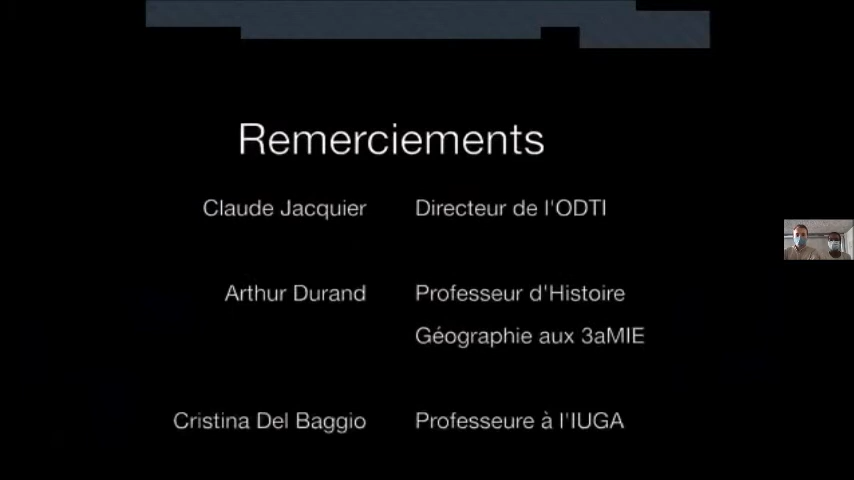 Remerciements
Claude Jacquier Directeur de l'ODTI
Arthur Durand Professeur d'Histoire
Géographie aux 3aMIE
Cristina Del Baggio Professeure à l'IUGA